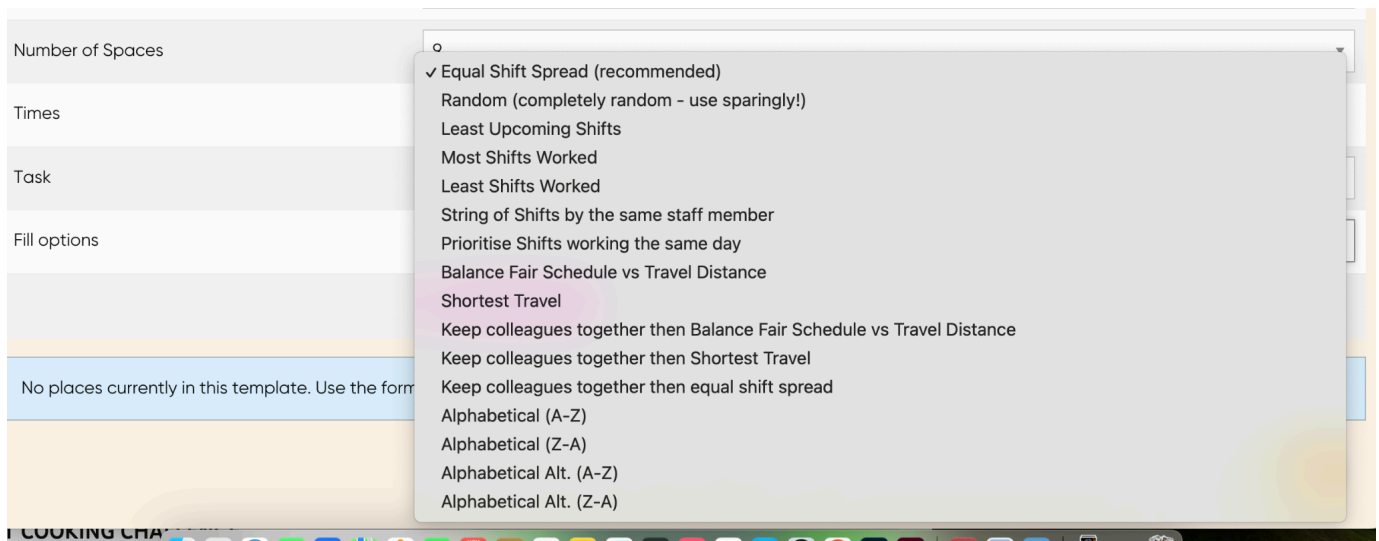 Number of Spaces
✓ Equal Shift Spread (recommended)
Random (completely random - use sparingly!)
Least Upcoming Shifts
Times
Most Shifts Worked
Task
Least Shifts Worked
String of Shifts by the same staff member
Fill options
Prioritise Shifts working the same day
Balance Fair Schedule vs Travel Distance
Shortest Travel
Keep colleagues together then Balance Fair Schedule vs Travel Distance
Keep colleagues together then Shortest Travel
No places currently in this template. Use the form
Keep colleagues together then equal shift spread
Alphabetical (A-Z)
Alphabetical (Z-A)
Alphabetical Alt. (A-Z)
Alphabetical Alt. (Z-A)
COOKING